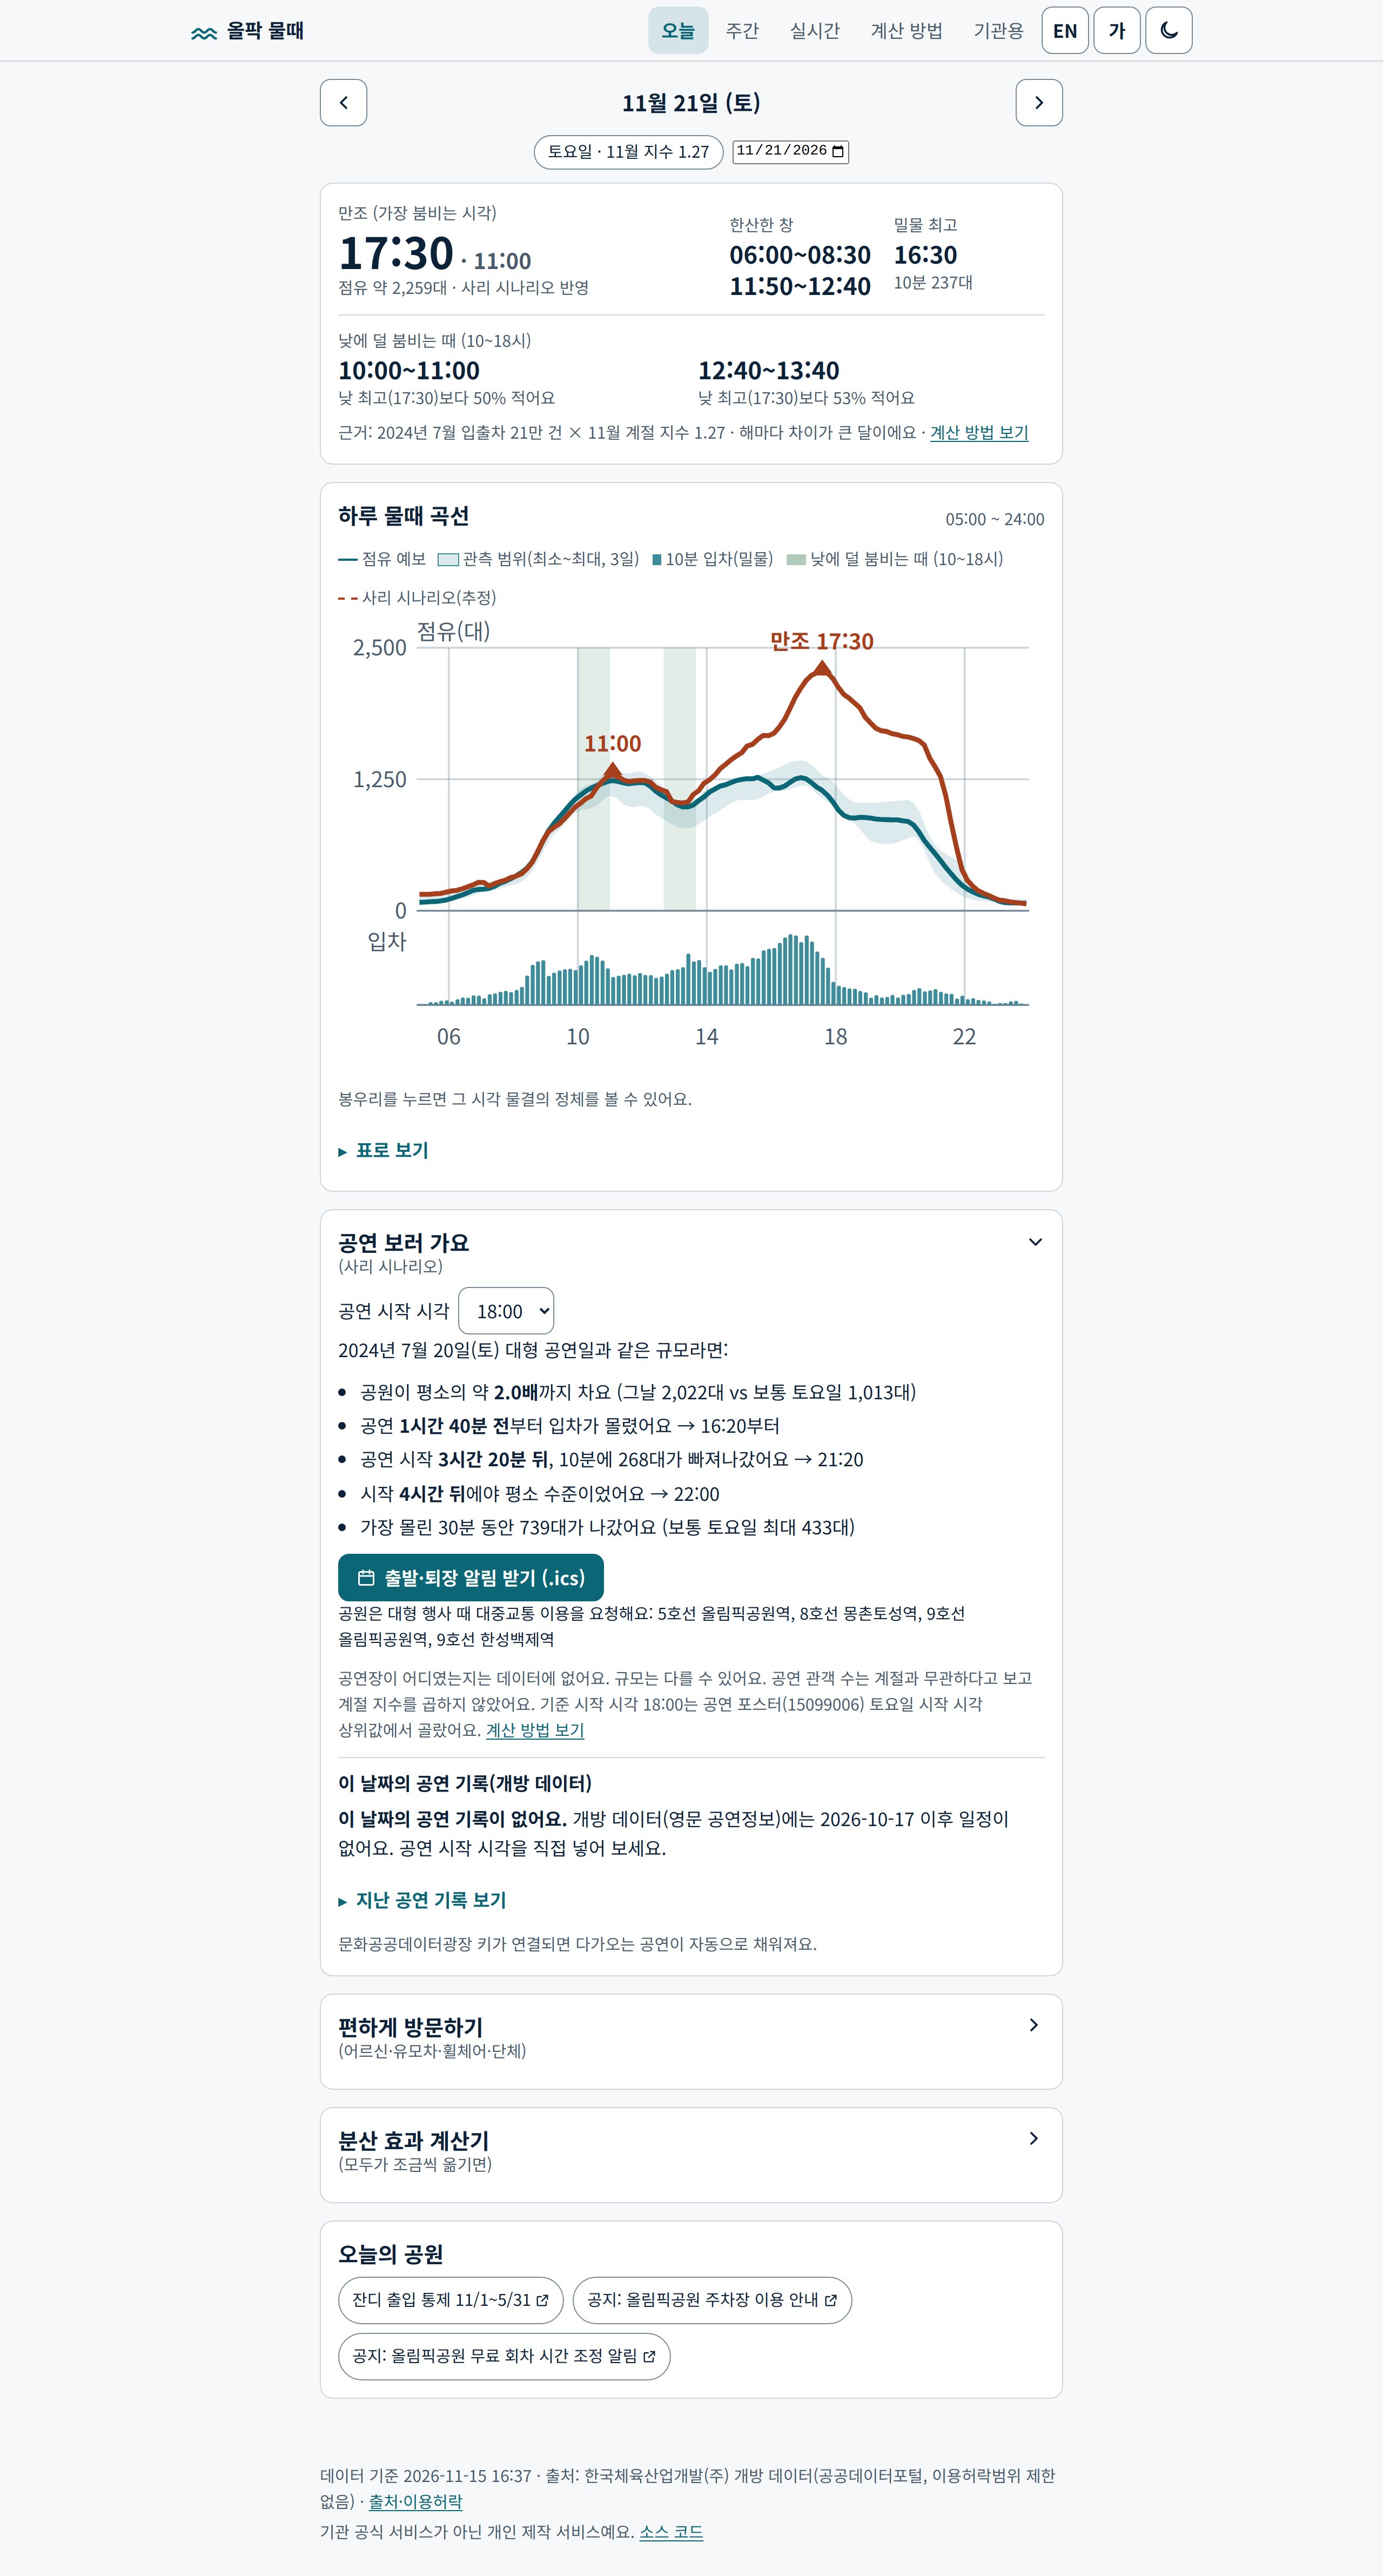 올팍 물때
오늘 주간 실시간 계산 방법 기관용 EN 가
11월 21일 (토)
토요일 · 11월 지수 1.27 11/21/2026
만조 (가장 붐비는 시각)
17:30 · 11:00
점유 약 2,259대 · 사리 시나리오 반영
한산한 창
06:00~08:30
11:50~12:40
밀물 최고
16:30
10분 237대
낮에 덜 붐비는 때 (10~18시)
10:00~11:00
낮 최고(17:30)보다 50% 적어요
12:40~13:40
낮 최고(17:30)보다 53% 적어요
근거: 2024년 7월 입출차 21만 건 × 11월 계절 지수 1.27 · 해마다 차이가 큰 달이에요 · 계산 방법 보기
하루 물때 곡선
05:00 ~ 24:00
점유 예보 관측 범위(최소~최대, 3일) 10분 입차(밀물) 낮에 덜 붐비는 때 (10~18시)
사리 시나리오(추정)
점유(대)
2,500
만조 17:30
11:00
1,250
0
입차
06 10 14 18 22
봉우리를 누르면 그 시각 물결의 정체를 볼 수 있어요.
▸ 표로 보기
공연 보러 가요
(사리 시나리오)
공연 시작 시각 18:00
2024년 7월 20일(토) 대형 공연일과 같은 규모라면:
• 공원이 평소의 약 2.0배까지 차요 (그날 2,022대 vs 보통 토요일 1,013대)
• 공연 1시간 40분 전부터 입차가 몰렸어요 → 16:20부터
• 공연 시작 3시간 20분 뒤, 10분에 268대가 빠져나갔어요 → 21:20
• 시작 4시간 뒤에야 평소 수준이었어요 → 22:00
• 가장 몰린 30분 동안 739대가 나갔어요 (보통 토요일 최대 433대)
출발·퇴장 알림 받기 (.ics)
공원은 대형 행사 때 대중교통 이용을 요청해요: 5호선 올림픽공원역, 8호선 몽촌토성역, 9호선
올림픽공원역, 9호선 한성백제역
공연장이 어디였는지는 데이터에 없어요. 규모는 다를 수 있어요. 공연 관객 수는 계절과 무관하다고 보고
계절 지수를 곱하지 않았어요. 기준 시작 시각 18:00는 공연 포스터(15099006) 토요일 시작 시각
상위값에서 골랐어요. 계산 방법 보기
이 날짜의 공연 기록(개방 데이터)
이 날짜의 공연 기록이 없어요. 개방 데이터(영문 공연정보)에는 2026-10-17 이후 일정이
없어요. 공연 시작 시각을 직접 넣어 보세요.
▸ 지난 공연 기록 보기
문화공공데이터광장 키가 연결되면 다가오는 공연이 자동으로 채워져요.
편하게 방문하기
(어르신·유모차·휠체어·단체)
분산 효과 계산기
(모두가 조금씩 옮기면)
오늘의 공원
잔디 출입 통제 11/1~5/31 공지: 올림픽공원 주차장 이용 안내
공지: 올림픽공원 무료 회차 시간 조정 알림
데이터 기준 2026-11-15 16:37 · 출처: 한국체육산업개발(주) 개방 데이터(공공데이터포털, 이용허락범위 제한
없음) · 출처·이용허락
기관 공식 서비스가 아닌 개인 제작 서비스예요. 소스 코드